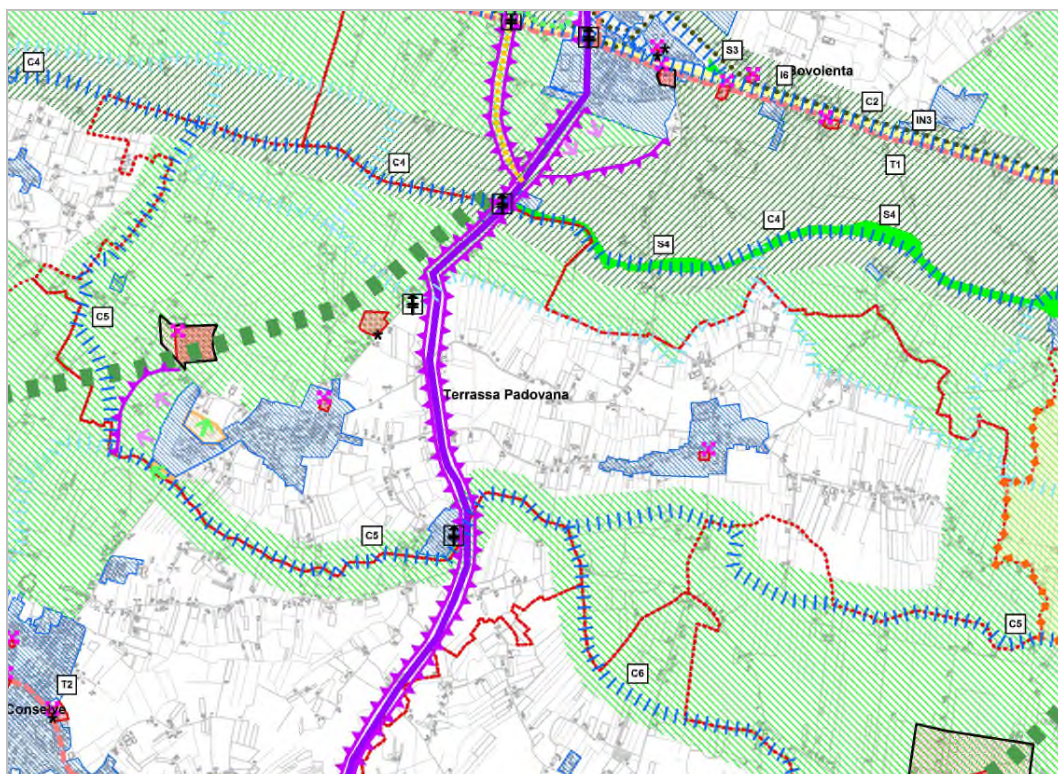 S3
C4
I6
Bovolenta
C2
IN3
C4
T1
C4
S4
S4
C5
Terrassa Padovana
C5
C5
C6
T2
Conselve